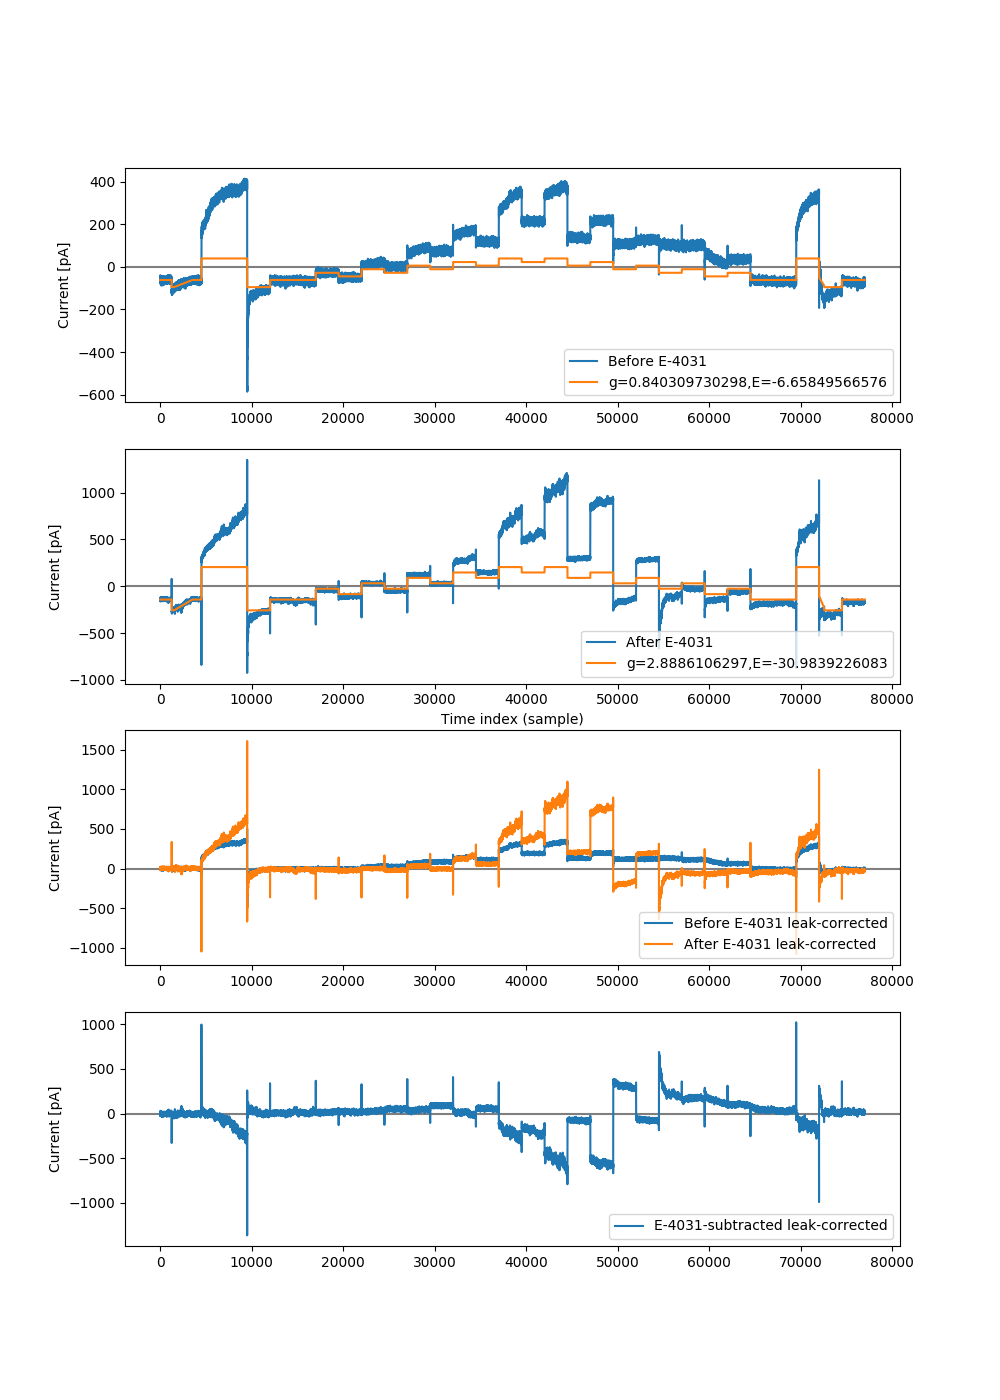 400
200
0
−200
−400
−600
Current [pA]
Before E-4031
g=0.840309730298,E=-6.65849566576
0 10000 20000 30000 40000 50000 60000 70000 80000
1000
500
0
−500
−1000
Current [pA]
After E-4031
g=2.8886106297,E=-30.9839226083
0 10000 20000 30000 40000 50000 60000 70000 80000
Time index (sample)
1500
1000
500
0
−500
−1000
Current [pA]
Before E-4031 leak-corrected
After E-4031 leak-corrected
0 10000 20000 30000 40000 50000 60000 70000 80000
1000
500
0
−500
−1000
Current [pA]
E-4031-subtracted leak-corrected
0 10000 20000 30000 40000 50000 60000 70000 80000